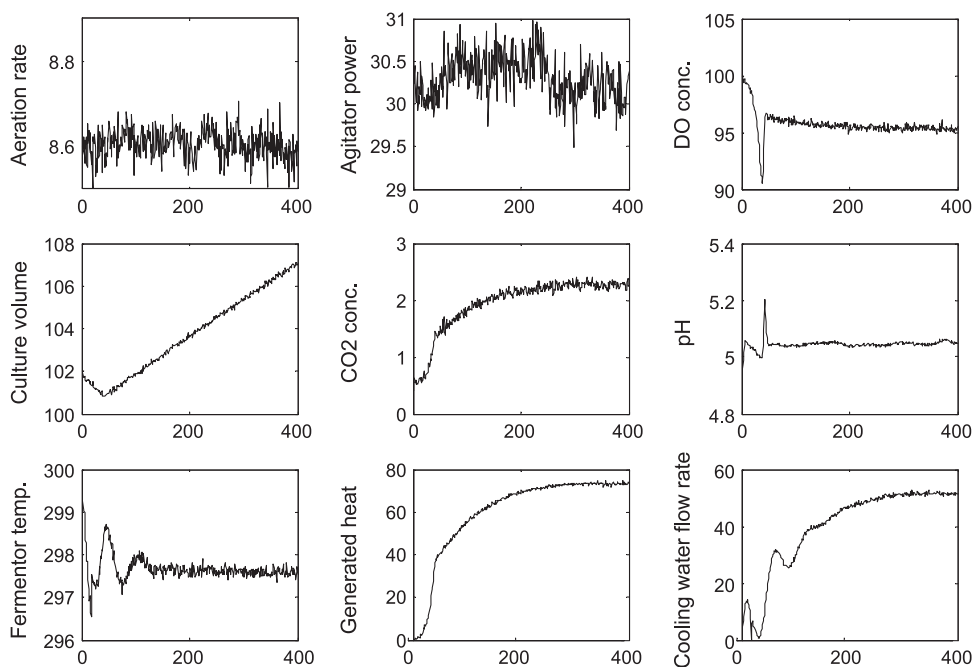 Aeration rate
8.8
8.6
0 200 400
Agitator power
31
30.5
30
29.5
29
0 200 400
DO conc.
105
100
95
90
0 200 400
Culture volume
108
106
104
102
100
0 200 400
CO2 conc.
3
2
1
0
0 200 400
pH
5.4
5.2
5
4.8
0 200 400
Fermentor temp.
300
299
298
297
296
0 200 400
Generated heat
80
60
40
20
0
0 200 400
Cooling water flow rate
60
40
20
0
0 200 400